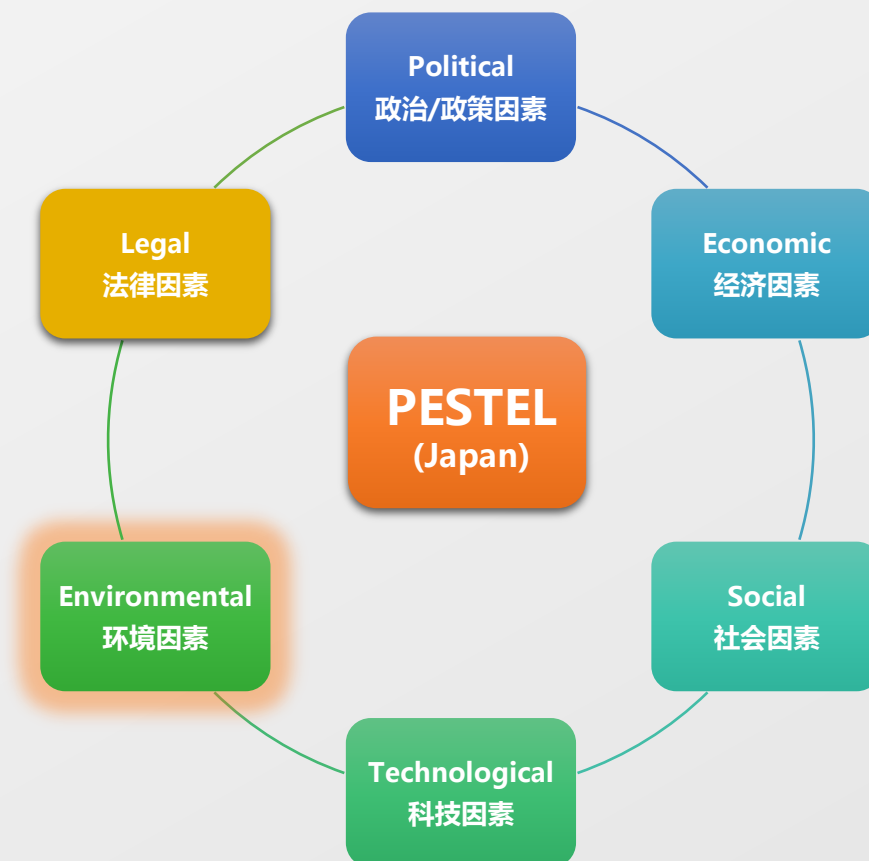 Political
政治/政策因素
Legal
法律因素
Economic
经济因素
PESTEL
(Japan)
Environmental
环境因素
Social
社会因素
Technological
科技因素